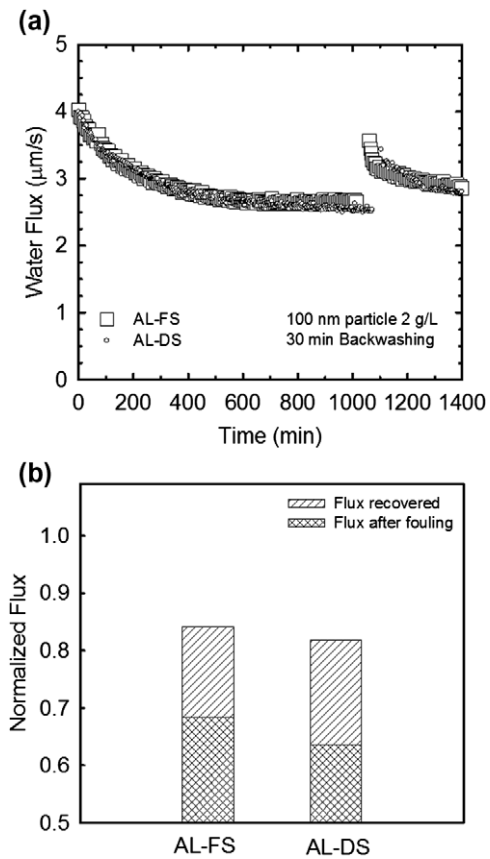 (a)
5
4
3
2
1
0
Water Flux (μm/s)
AL-FS
AL-DS
100 nm particle 2 g/L
30 min Backwashing
0 200 400 600 800 1000 1200 1400
Time (min)
(b)
Flux recovered
Flux after fouling
1.0
0.9
0.8
0.7
0.6
0.5
Normalized Flux
AL-FS AL-DS